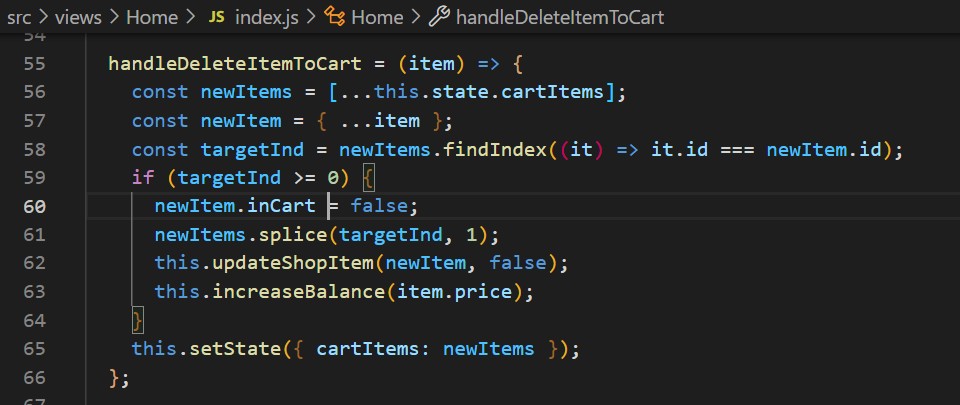 src > views > Home > JS index.js > Home > handleDeleteItemToCart
54
55 handleDeleteItemToCart = (item) => {
56 const newItems = [...this.state.cartItems];
57 const newItem = { ...item };
58 const targetInd = newItems.findIndex((it) => it.id === newItem.id);
59 if (targetInd >= 0) {
60 newItem.inCart = false;
61 newItems.splice(targetInd, 1);
62 this.updateShopItem(newItem, false);
63 this.increaseBalance(item.price);
64 }
65 this.setState({ cartItems: newItems });
66 };
67